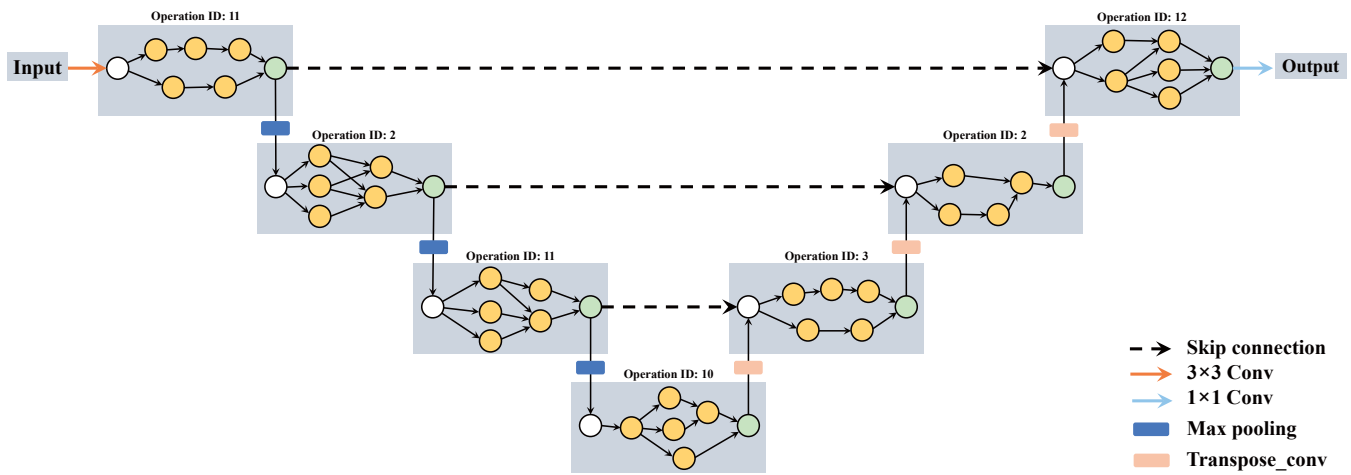 Operation ID: 11
Operation ID: 12
Input
Output
Operation ID: 2
Operation ID: 2
Operation ID: 11
Operation ID: 3
Operation ID: 10
Skip connection
3×3 Conv
1×1 Conv
Max pooling
Transpose_conv